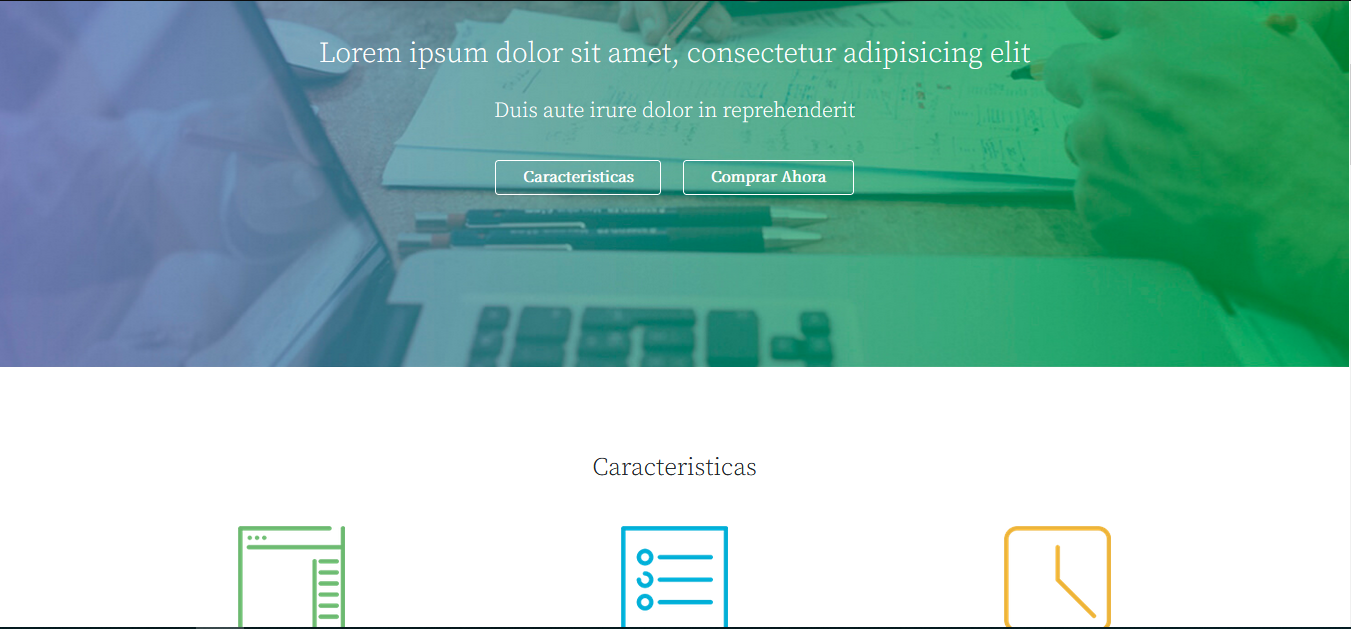 Lorem ipsum dolor sit amet, consectetur adipisicing elit
Duis aute irure dolor in reprehenderit
Caracteristicas
Comprar Ahora
Caracteristicas